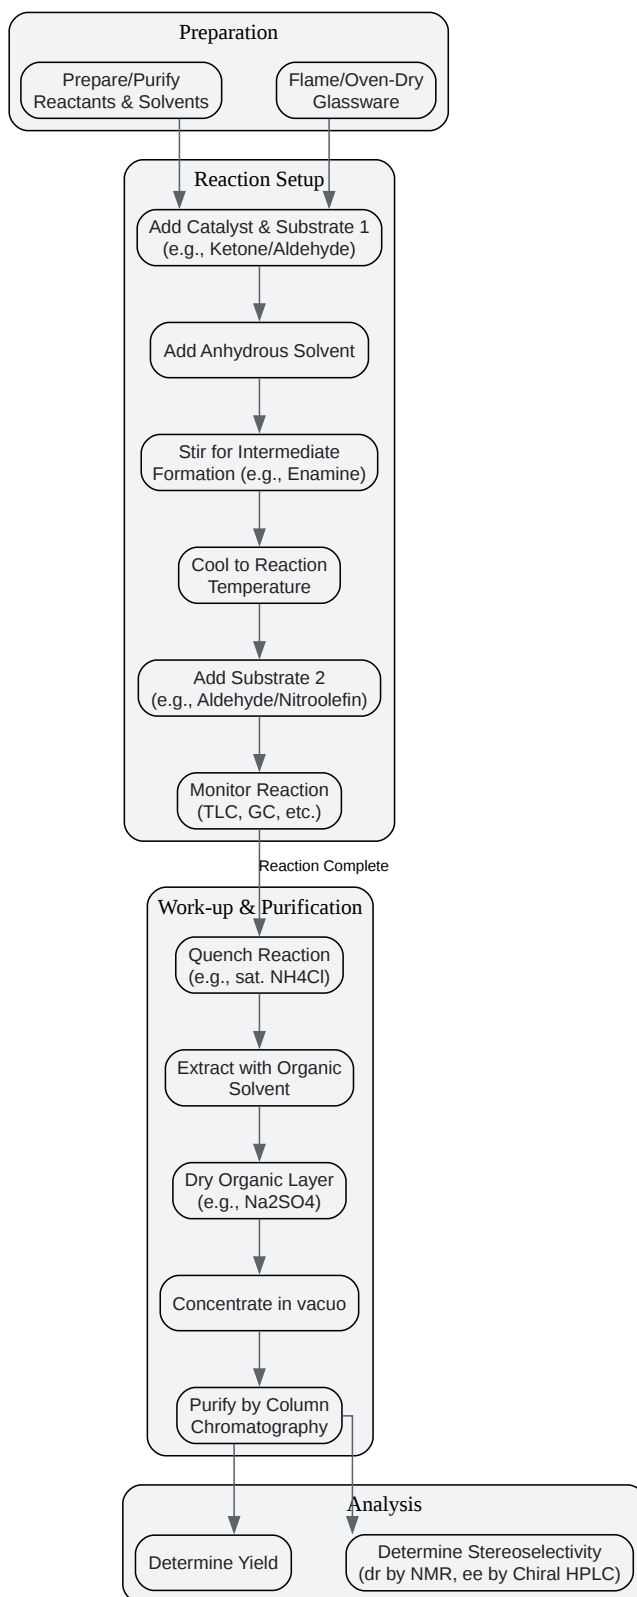 Preparation
Prepare/Purify
Reactants & Solvents
Flame/Oven-Dry
Glassware
Reaction Setup
Add Catalyst & Substrate 1
(e.g., Ketone/Aldehyde)
Add Anhydrous Solvent
Stir for Intermediate
Formation (e.g., Enamine)
Cool to Reaction
Temperature
Add Substrate 2
(e.g., Aldehyde/Nitroolefin)
Monitor Reaction
(TLC, GC, etc.)
Reaction Complete
Work-up & Purification
Quench Reaction
(e.g., sat. NH4Cl)
Extract with Organic
Solvent
Dry Organic Layer
(e.g., Na2SO4)
Concentrate in vacuo
Purify by Column
Chromatography
Analysis
Determine Yield
Determine Stereoselectivity
(dr by NMR, ee by Chiral HPLC)